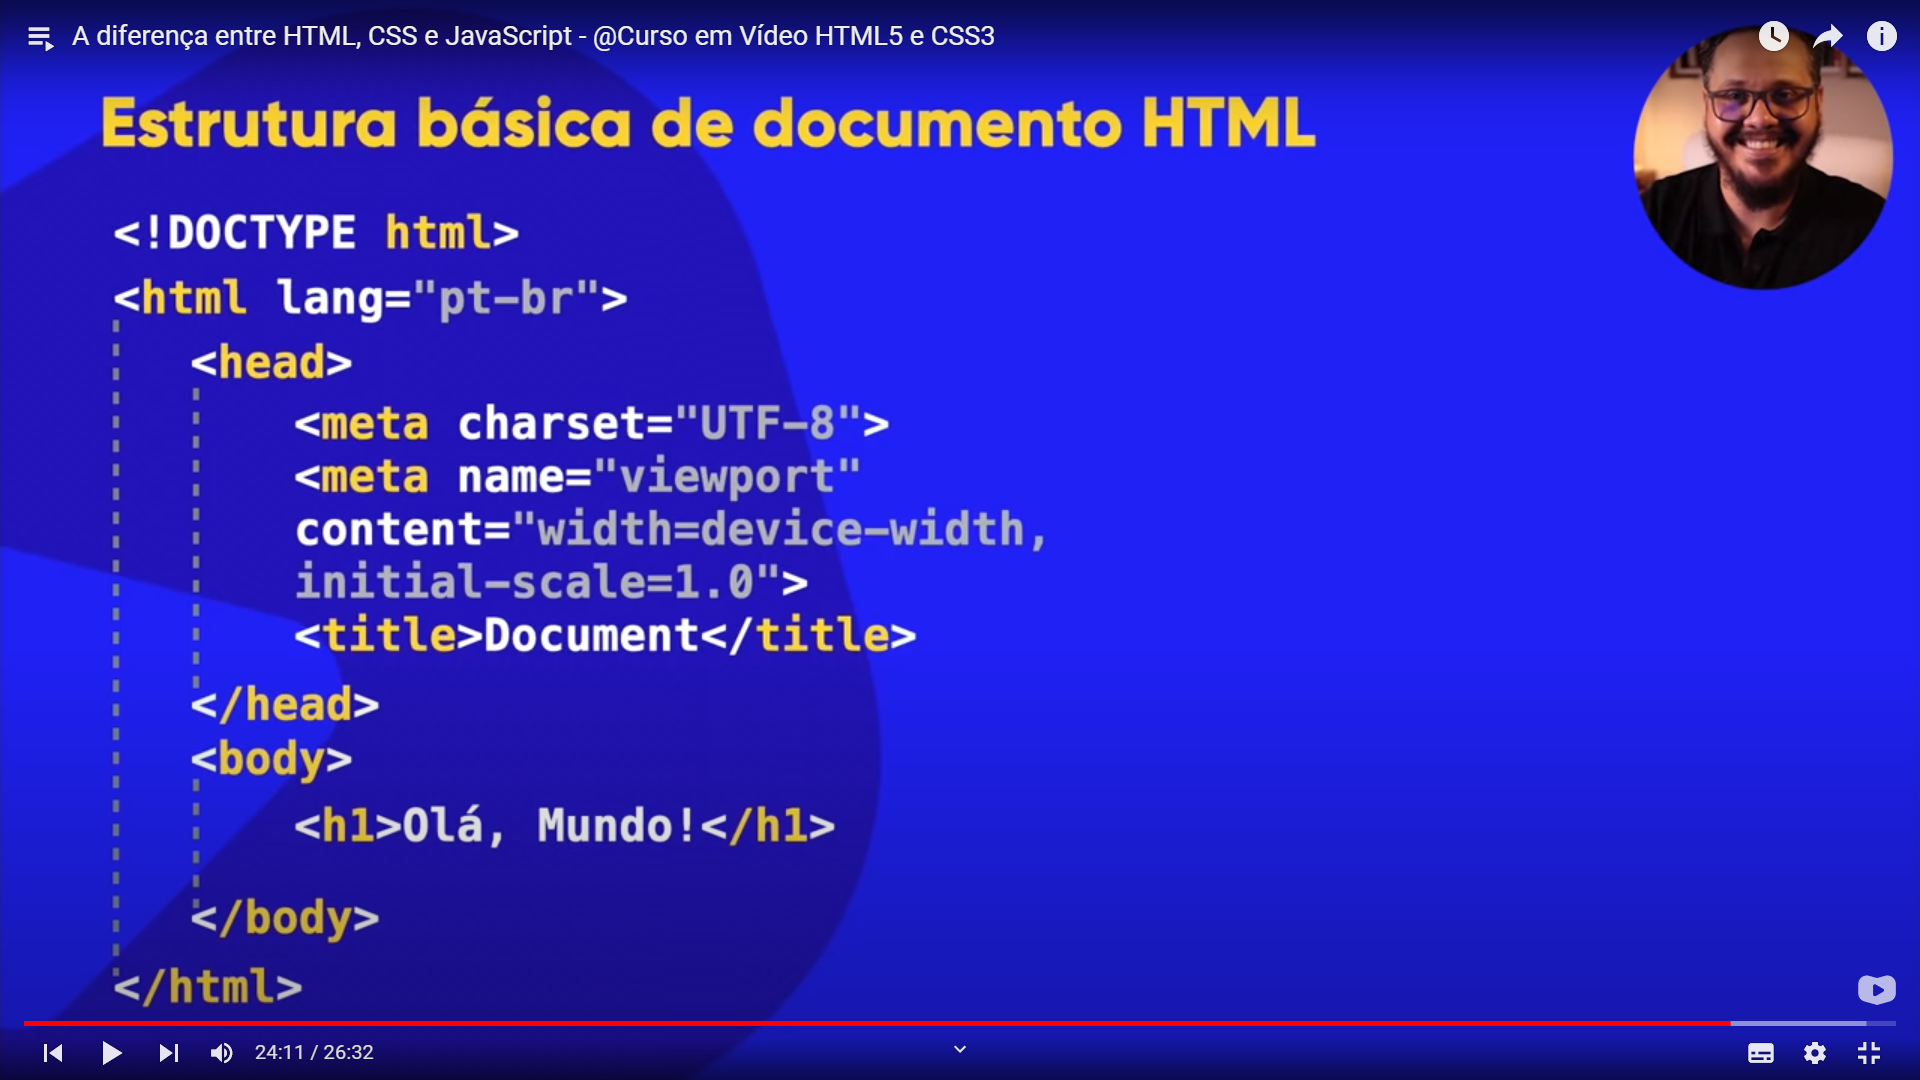 A diferença entre HTML, CSS e JavaScript - @Curso em Vídeo HTML5 e CSS3
Estrutura básica de documento HTML
<!DOCTYPE html>
<html lang="pt-br">
<head>
<meta charset="UTF-8">
<meta name="viewport"
content="width=device-width,
initial-scale=1.0">
<title>Document</title>
</head>
<body>
<h1>Olá, Mundo!</h1>
</body>
</html>
24:11 / 26:32